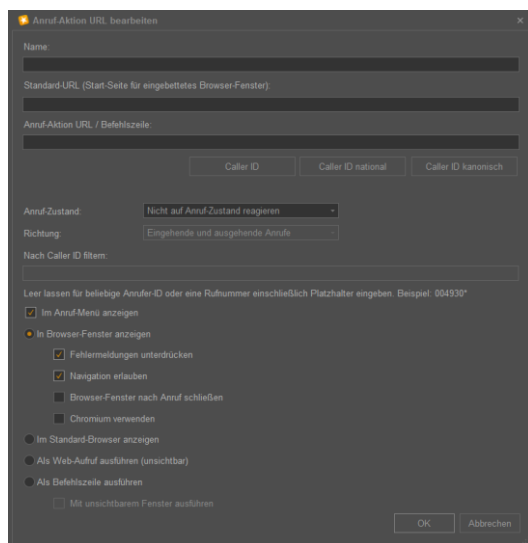 Anruf-Aktion URL bearbeiten
Name:
Standard-URL (Start-Seite für eingebettetes Browser-Fenster):
Anruf-Aktion URL / Befehlszeile:
Caller ID
Caller ID national
Caller ID kanonisch
Anruf-Zustand:
Nicht auf Anruf-Zustand reagieren
Richtung:
Eingehende und ausgehende Anrufe
Nach Caller ID filtern:
Leer lassen für beliebige Anrufer-ID oder eine Rufnummer einschließlich Platzhalter eingeben. Beispiel: 004930*
Im Anruf-Menü anzeigen
In Browser-Fenster anzeigen
Fehlermeldungen unterdrücken
Navigation erlauben
Browser-Fenster nach Anruf schließen
Chromium verwenden
Im Standard-Browser anzeigen
Als Web-Aufruf ausführen (unsichtbar)
Als Befehlszeile ausführen
Mit unsichtbarem Fenster ausführen
OK
Abbrechen